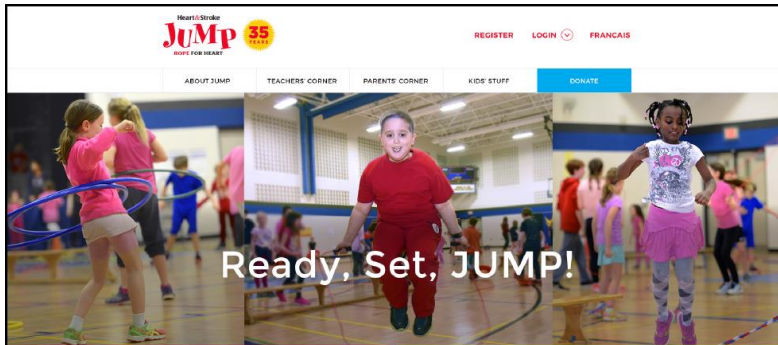 Heart&Stroke
JUMP
ROPE FOR HEART
35
YEARS
REGISTER LOGIN FRANCAIS
ABOUT JUMP TEACHERS' CORNER PARENTS' CORNER KIDS' STUFF DONATE
Ready, Set, JUMP!